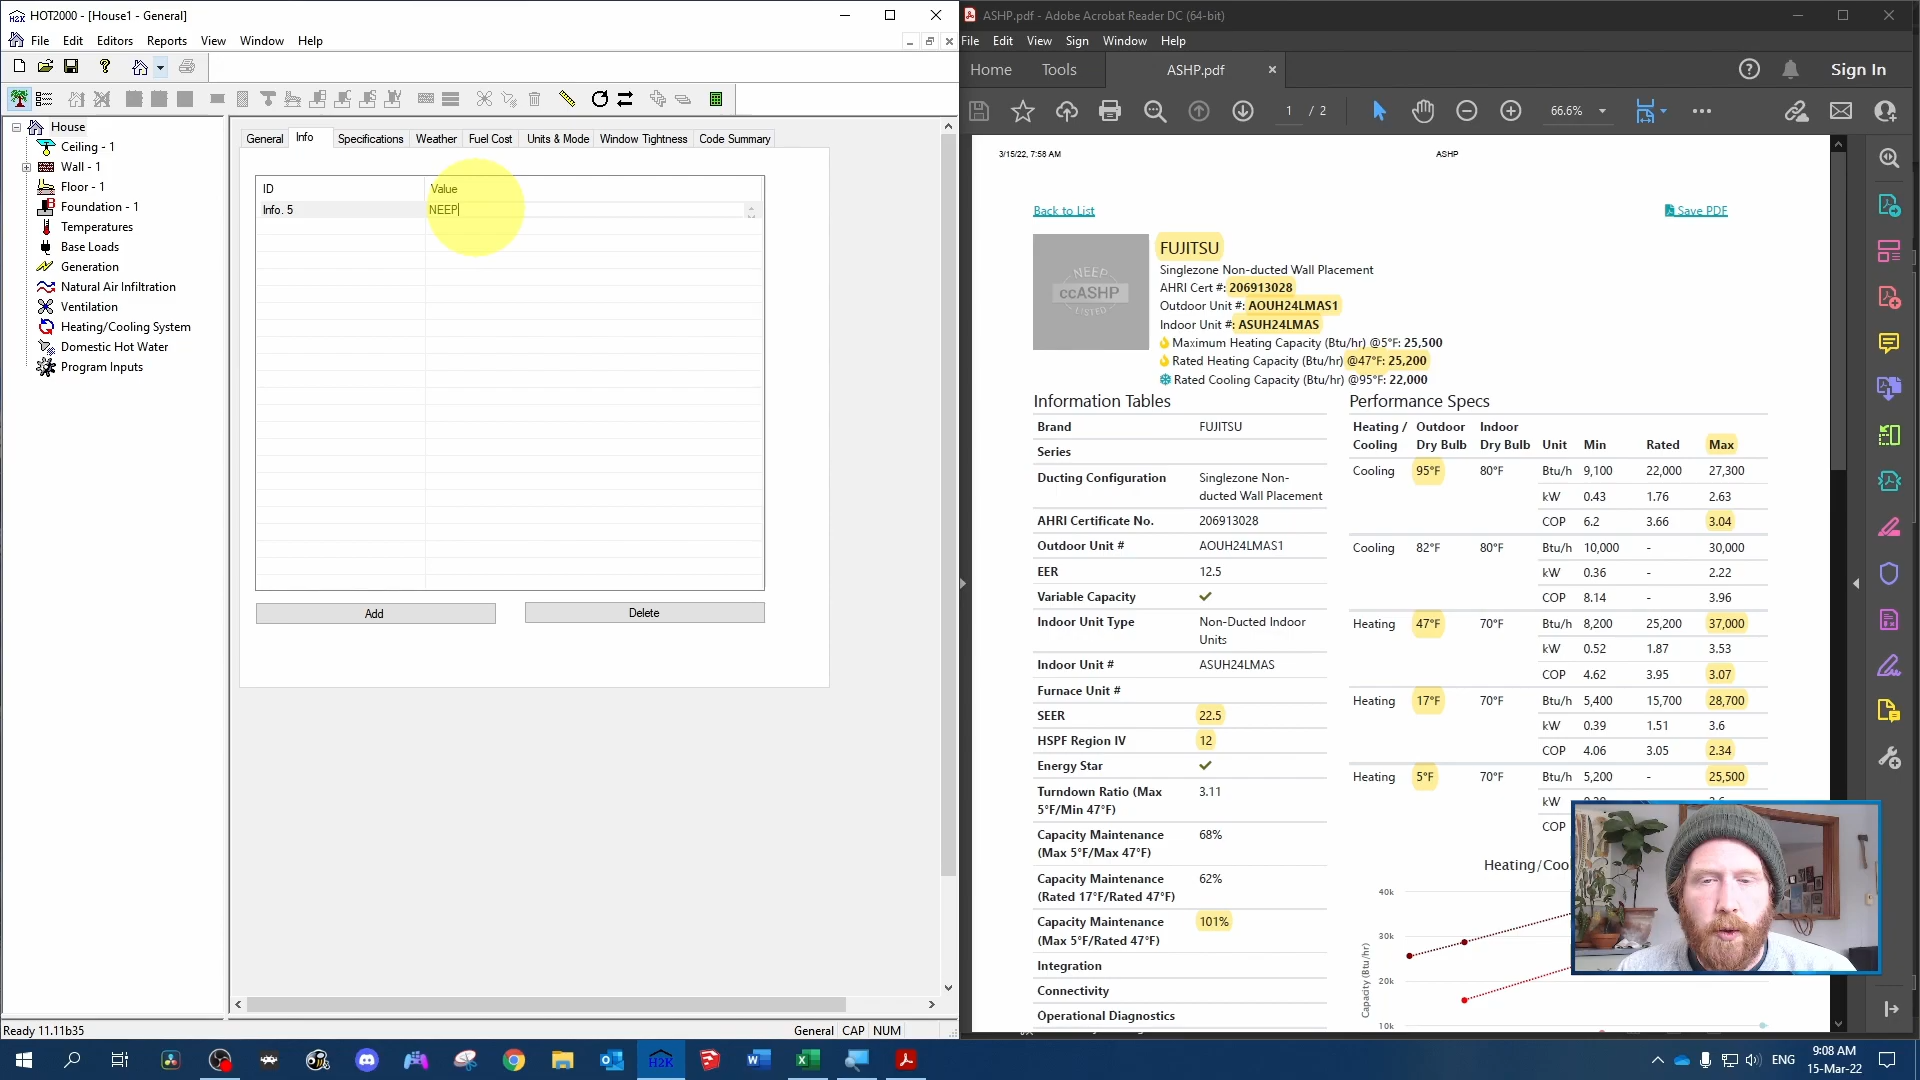 HOT2000 - [House1 - General]
File Edit Editors Reports View Window Help
House
Ceiling - 1
Wall - 1
Floor - 1
Foundation - 1
Temperatures
Base Loads
Generation
Natural Air Infiltration
Ventilation
Heating/Cooling System
Domestic Hot Water
Program Inputs
General Info Specifications Weather Fuel Cost Units & Mode Window Tightness Code Summary
ID Value
Info. 5 NEEP
Add Delete
Ready 11.11b35 General CAP NUM
ASHP.pdf - Adobe Acrobat Reader DC (64-bit)
File Edit View Sign Window Help
Home Tools ASHP.pdf Sign In
1 / 2 66.6%
3/15/22, 7:58 AM ASHP
Back to List Save PDF
NEEP
ccASHP
LISTED
FUJITSU
Singlezone Non-ducted Wall Placement
AHRI Cert #: 206913028
Outdoor Unit #: AOUH24LMAS1
Indoor Unit #: ASUH24LMAS
Maximum Heating Capacity (Btu/hr) @5°F: 25,500
Rated Heating Capacity (Btu/hr) @47°F: 25,200
Rated Cooling Capacity (Btu/hr) @95°F: 22,000
Information Tables
Brand FUJITSU
Series
Ducting Configuration Singlezone Non-
ducted Wall Placement
AHRI Certificate No. 206913028
Outdoor Unit # AOUH24LMAS1
EER 12.5
Variable Capacity
Indoor Unit Type Non-Ducted Indoor
Units
Indoor Unit # ASUH24LMAS
Furnace Unit #
SEER 22.5
HSPF Region IV 12
Energy Star
Turndown Ratio (Max 3.11
5°F/Min 47°F)
Capacity Maintenance 68%
(Max 5°F/Max 47°F)
Capacity Maintenance 62%
(Rated 17°F/Rated 47°F)
Capacity Maintenance 101%
(Max 5°F/Rated 47°F)
Integration
Connectivity
Operational Diagnostics
Performance Specs
Heating / Outdoor Indoor
Cooling Dry Bulb Dry Bulb Unit Min Rated Max
Cooling 95°F 80°F Btu/h 9,100 22,000 27,300
kW 0.43 1.76 2.63
COP 6.2 3.66 3.04
Cooling 82°F 80°F Btu/h 10,000 - 30,000
kW 0.36 - 2.22
COP 8.14 - 3.96
Heating 47°F 70°F Btu/h 8,200 25,200 37,000
kW 0.52 1.87 3.53
COP 4.62 3.95 3.07
Heating 17°F 70°F Btu/h 5,400 15,700 28,700
kW 0.39 1.51 3.6
COP 4.06 3.05 2.34
Heating 5°F 70°F Btu/h 5,200 - 25,500
kW
COP
Heating/Coo
Capacity (Btu/hr)
40k
30k
20k
10k
H2K
ENG
9:08 AM
15-Mar-22